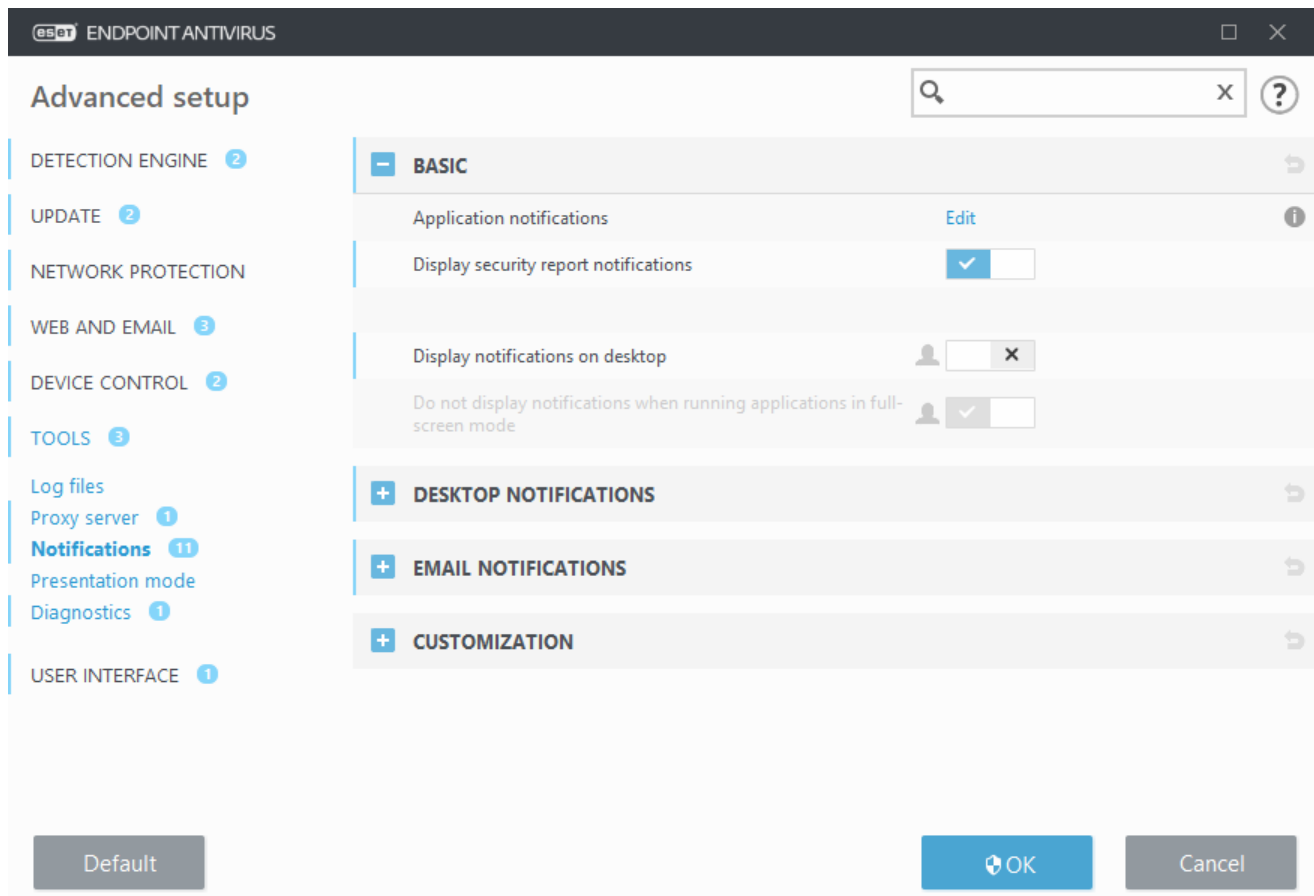 eset ENDPOINT ANTIVIRUS
Advanced setup
?
DETECTION ENGINE 2
UPDATE 2
NETWORK PROTECTION
WEB AND EMAIL 3
DEVICE CONTROL 2
TOOLS 3
Log files
Proxy server 1
Notifications 11
Presentation mode
Diagnostics 1
USER INTERFACE 1
BASIC
Application notifications Edit
Display security report notifications
Display notifications on desktop
Do not display notifications when running applications in full-
screen mode
DESKTOP NOTIFICATIONS
EMAIL NOTIFICATIONS
CUSTOMIZATION
Default OK Cancel